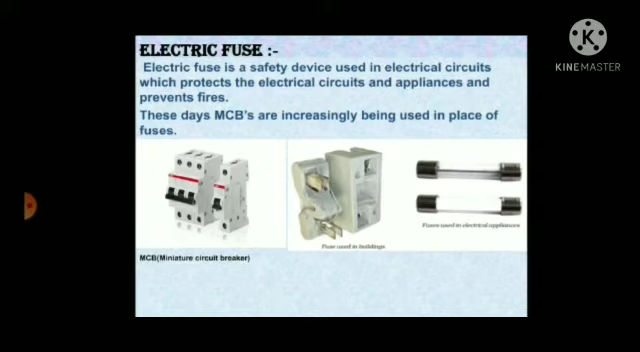 ELECTRIC FUSE :-
Electric fuse is a safety device used in electrical circuits
which protects the electrical circuits and appliances and
prevents fires.
These days MCB's are increasingly being used in place of
fuses.
Fuse used in buildings
Fuses used in electrical appliances
MCB(Miniature circuit breaker)
K
KINEMASTER